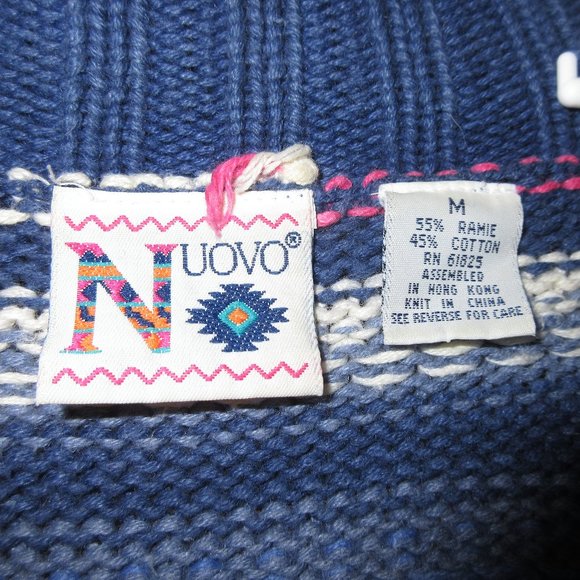 NUOVO®
M
55% RAMIE
45% COTTON
RN 61825
ASSEMBLED
IN HONG KONG
KNIT IN CHINA
SEE REVERSE FOR CARE